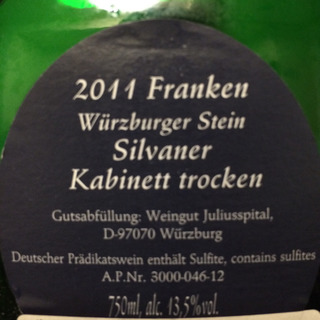 2011 Franken
Würzburger Stein
Silvaner
Kabinett trocken
Gutsabfüllung: Weingut Juliusspital,
D-97070 Würzburg
Deutscher Prädikatswein enthält Sulfite, contains sulfites
A.P.Nr. 3000-046-12
750ml, alc. 13,5%vol.